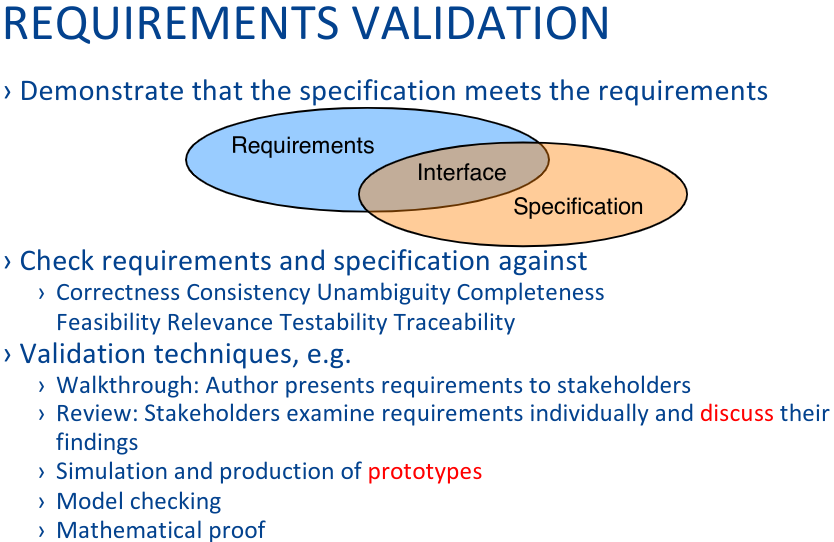 REQUIREMENTS VALIDATION
› Demonstrate that the specification meets the requirements
Requirements
Interface
Specification
› Check requirements and specification against
› Correctness Consistency Unambiguity Completeness
Feasibility Relevance Testability Traceability
› Validation techniques, e.g.
› Walkthrough: Author presents requirements to stakeholders
› Review: Stakeholders examine requirements individually and discuss their
findings
› Simulation and production of prototypes
› Model checking
› Mathematical proof